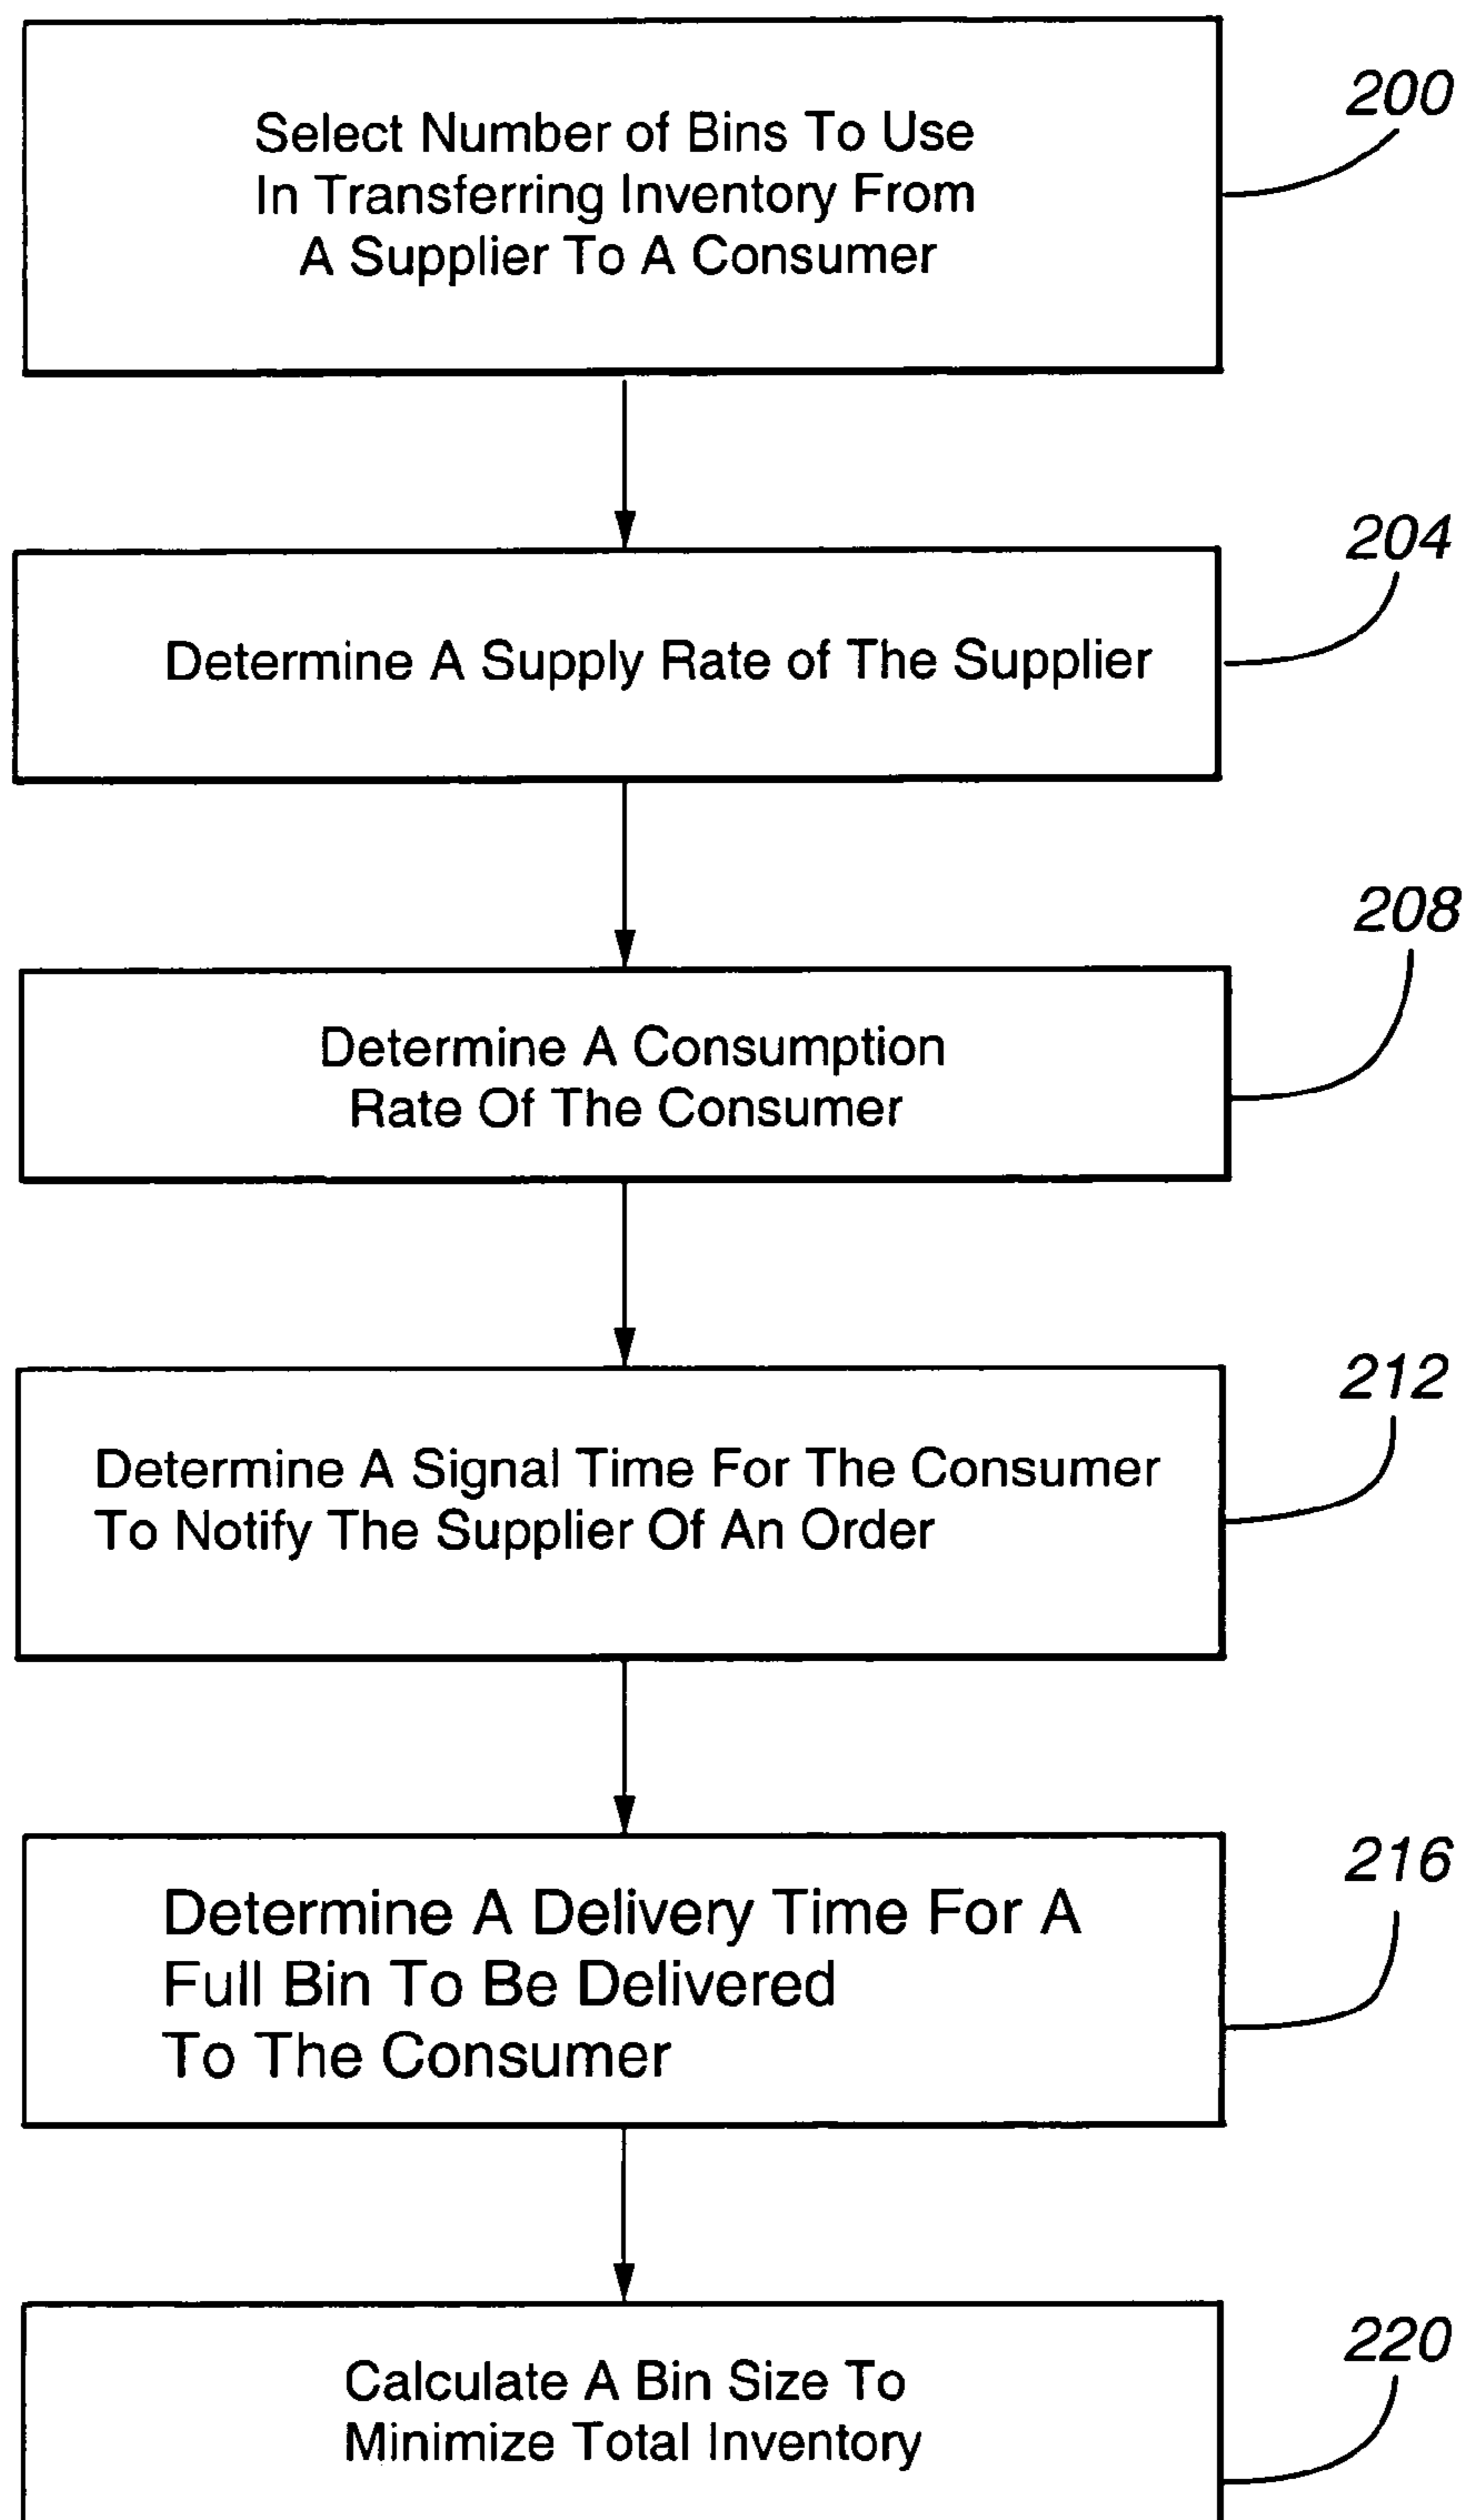 200
Select Number of Bins To Use
In Transferring Inventory From
A Supplier To A Consumer
204
Determine A Supply Rate of The Supplier
208
Determine A Consumption
Rate Of The Consumer
212
Determine A Signal Time For The Consumer
To Notify The Supplier Of An Order
216
Determine A Delivery Time For A
Full Bin To Be Delivered
To The Consumer
220
Calculate A Bin Size To
Minimize Total Inventory